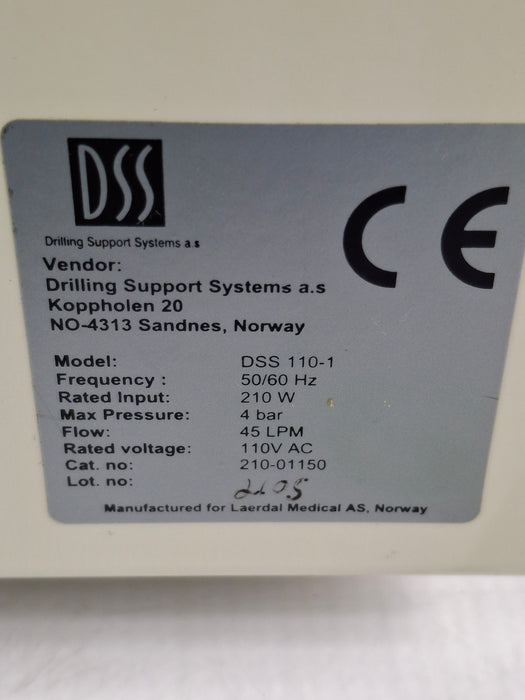 DSS
CE
Drilling Support Systems a.s
Vendor:
Drilling Support Systems a.s
Koppholen 20
NO-4313 Sandnes, Norway
Model: DSS 110-1
Frequency : 50/60 Hz
Rated Input: 210 W
Max Pressure: 4 bar
Flow: 45 LPM
Rated voltage: 110V AC
Cat. no: 210-01150
Lot. no:
Manufactured for Laerdal Medical AS, Norway